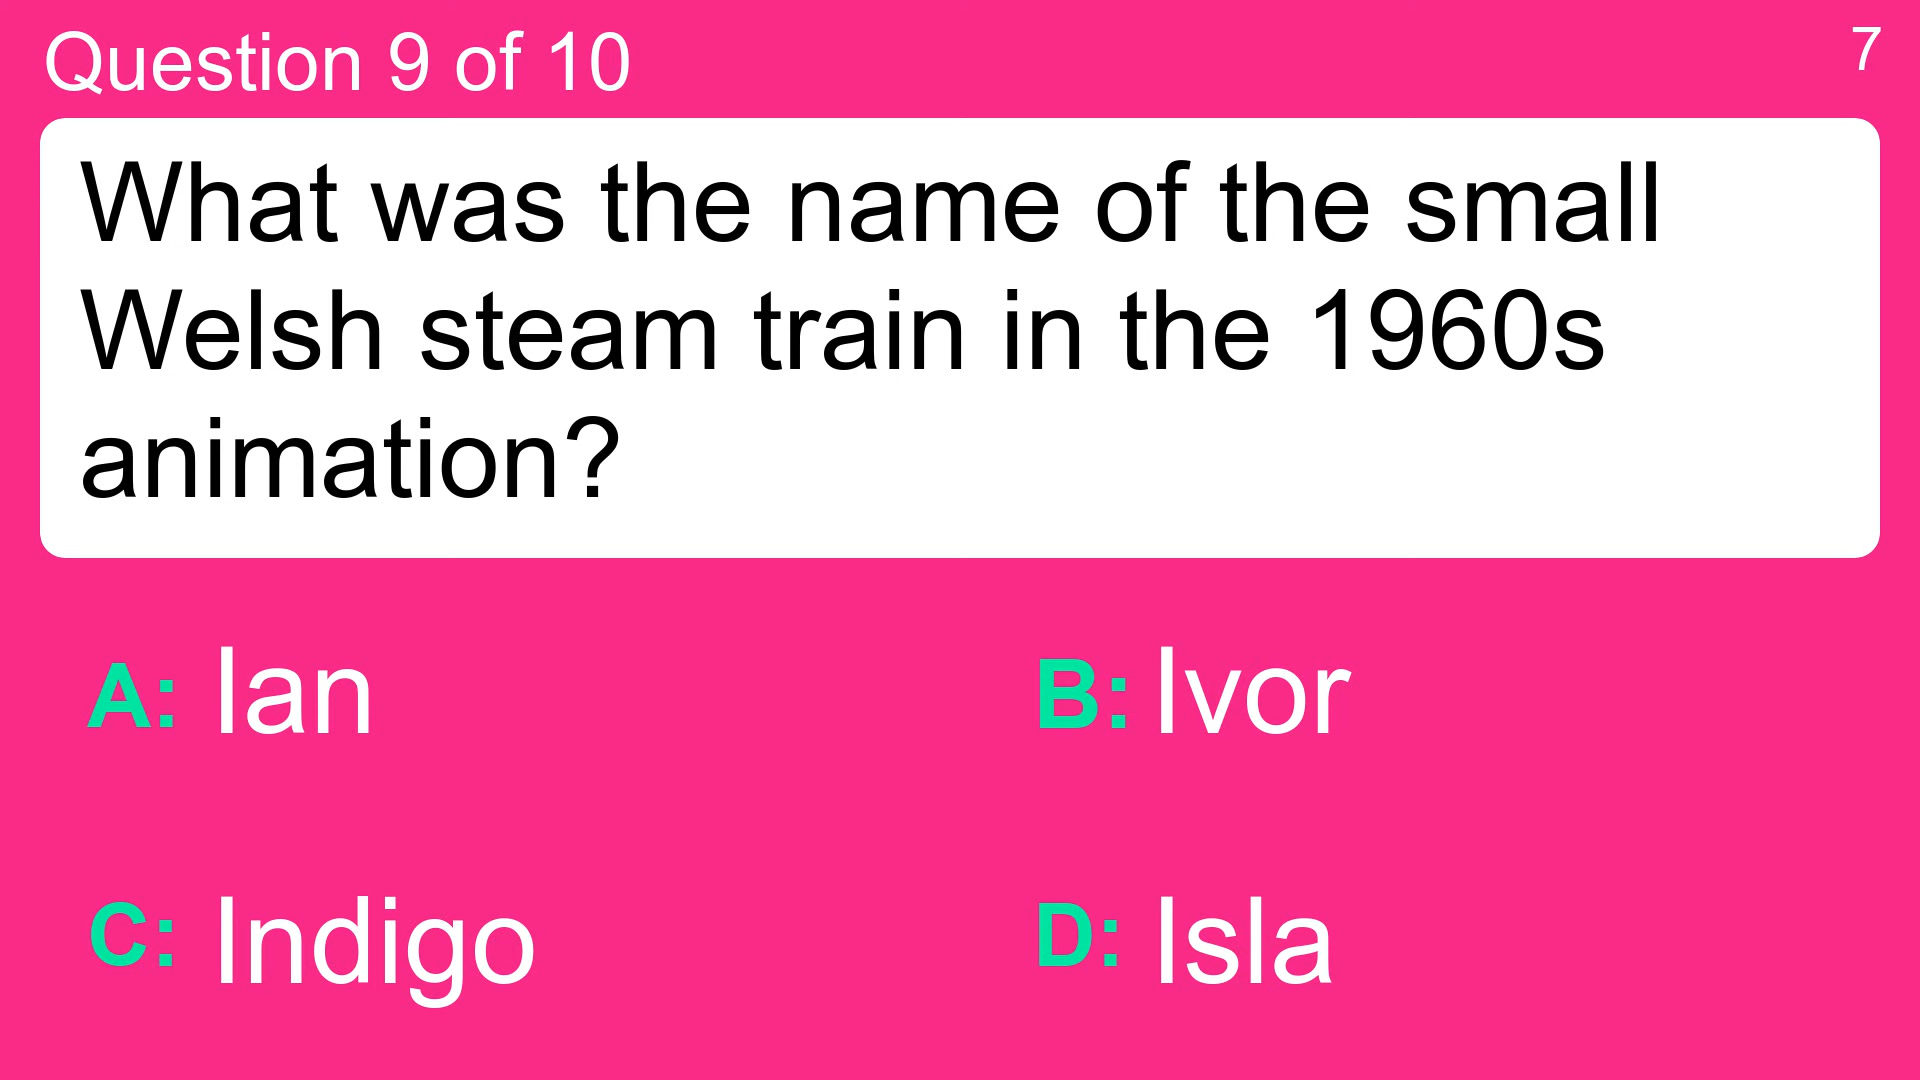 Question 9 of 10
7
What was the name of the small
Welsh steam train in the 1960s
animation?
A: Ian
B: Ivor
C: Indigo
D: Isla